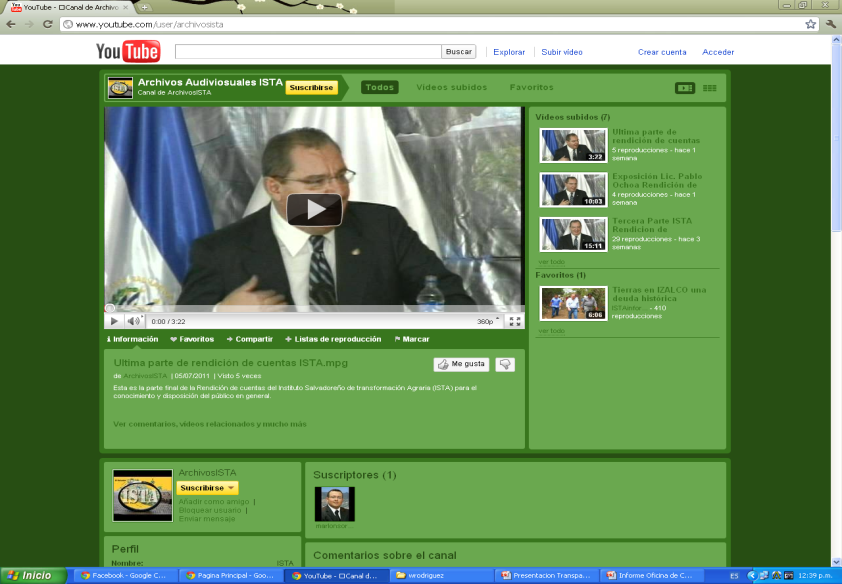 YouTube - Canal de Archivo
www.youtube.com/user/archivosista
YouTube
Buscar
Explorar
Subir vídeo
Crear cuenta
Acceder
Archivos Audiviosuales ISTA
Canal de ArchivosISTA
Suscribirse
Todos
Vídeos subidos
Favoritos
0:00 / 3:22
360p
Información
Favoritos
Compartir
Listas de reproducción
Marcar
Ultima parte de rendición de cuentas ISTA.mpg
Me gusta
de ArchivosISTA | 05/07/2011 | Visto 5 veces
Esta es la parte final de la Rendición de cuentas del Instituto Salvadoreño de transformación Agraria (ISTA) para el
conocimiento y disposición del público en general.
Ver comentarios, vídeos relacionados y mucho más
Vídeos subidos (7)
Ultima parte de
rendición de cuentas
5 reproducciones - hace 1
semana
3:22
Exposición Lic. Pablo
Ochoa Rendición de
4 reproducciones - hace 1
semana
10:03
Tercera Parte ISTA
Rendicion de
29 reproducciones - hace 3
semanas
15:11
ver todo
Favoritos (1)
Tierras en IZALCO una
deuda histórica
- 410
reproducciones
6:06
ver todo
ISTA
ArchivosISTA
Suscribirse
Añadir como amigo |
Bloquear usuario |
Enviar mensaje
Suscriptores (1)
Perfil
Nombre: ISTA
Comentarios sobre el canal
Inicio
Facebook - Google C...
Pagina Principal - Goo...
YouTube - Canal d...
wrodriguez
Presentacion Transpa...
Informe Oficina de C...
ES
12:39 p.m.